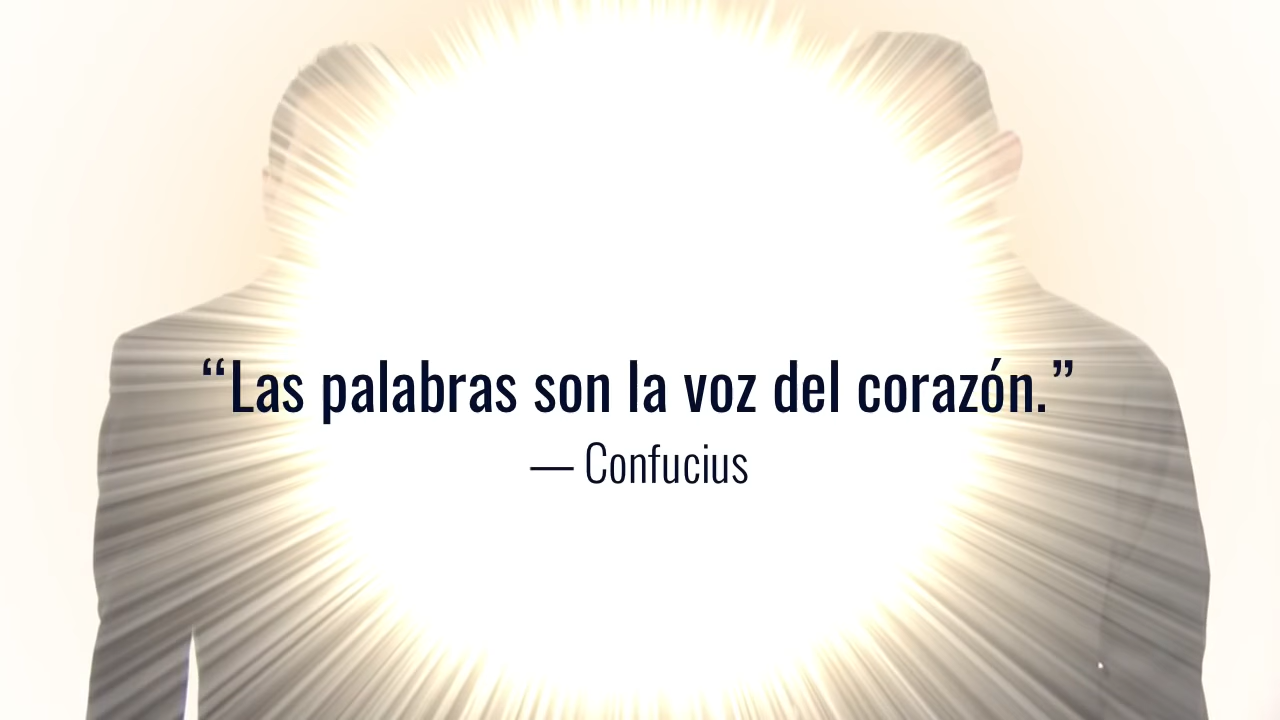 “Las palabras son la voz del corazón.”
— Confucius